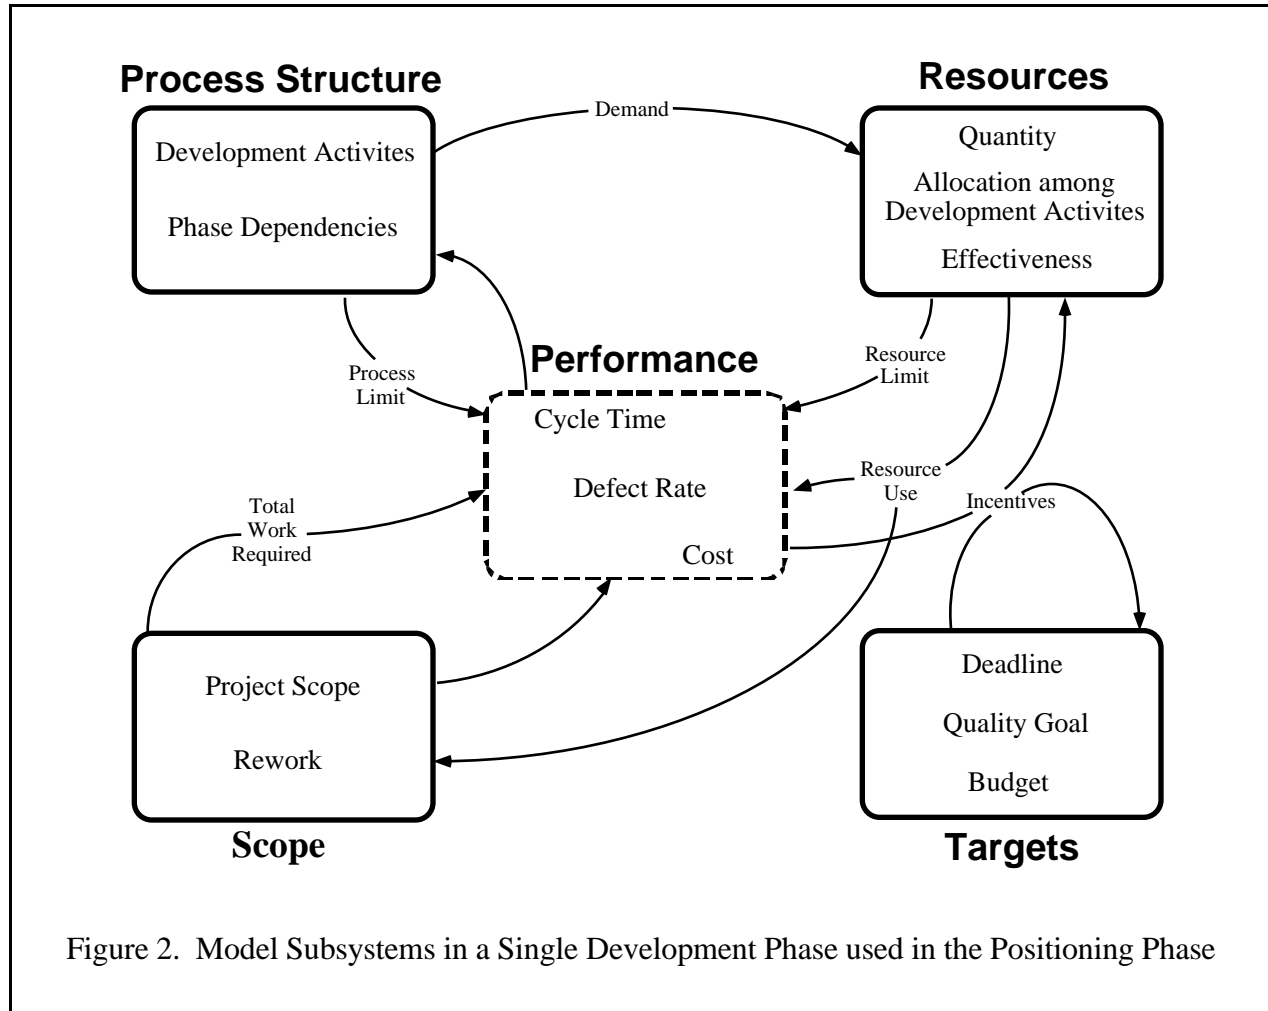 Process Structure
Development Activites
Phase Dependencies
Demand
Resources
Quantity
Allocation among
Development Activites
Effectiveness
Process
Limit
Performance
Cycle Time
Defect Rate
Cost
Resource
Limit
Resource
Use
Incentives
Total
Work
Required
Project Scope
Rework
Scope
Deadline
Quality Goal
Budget
Targets
Figure 2.  Model Subsystems in a Single Development Phase used in the Positioning Phase